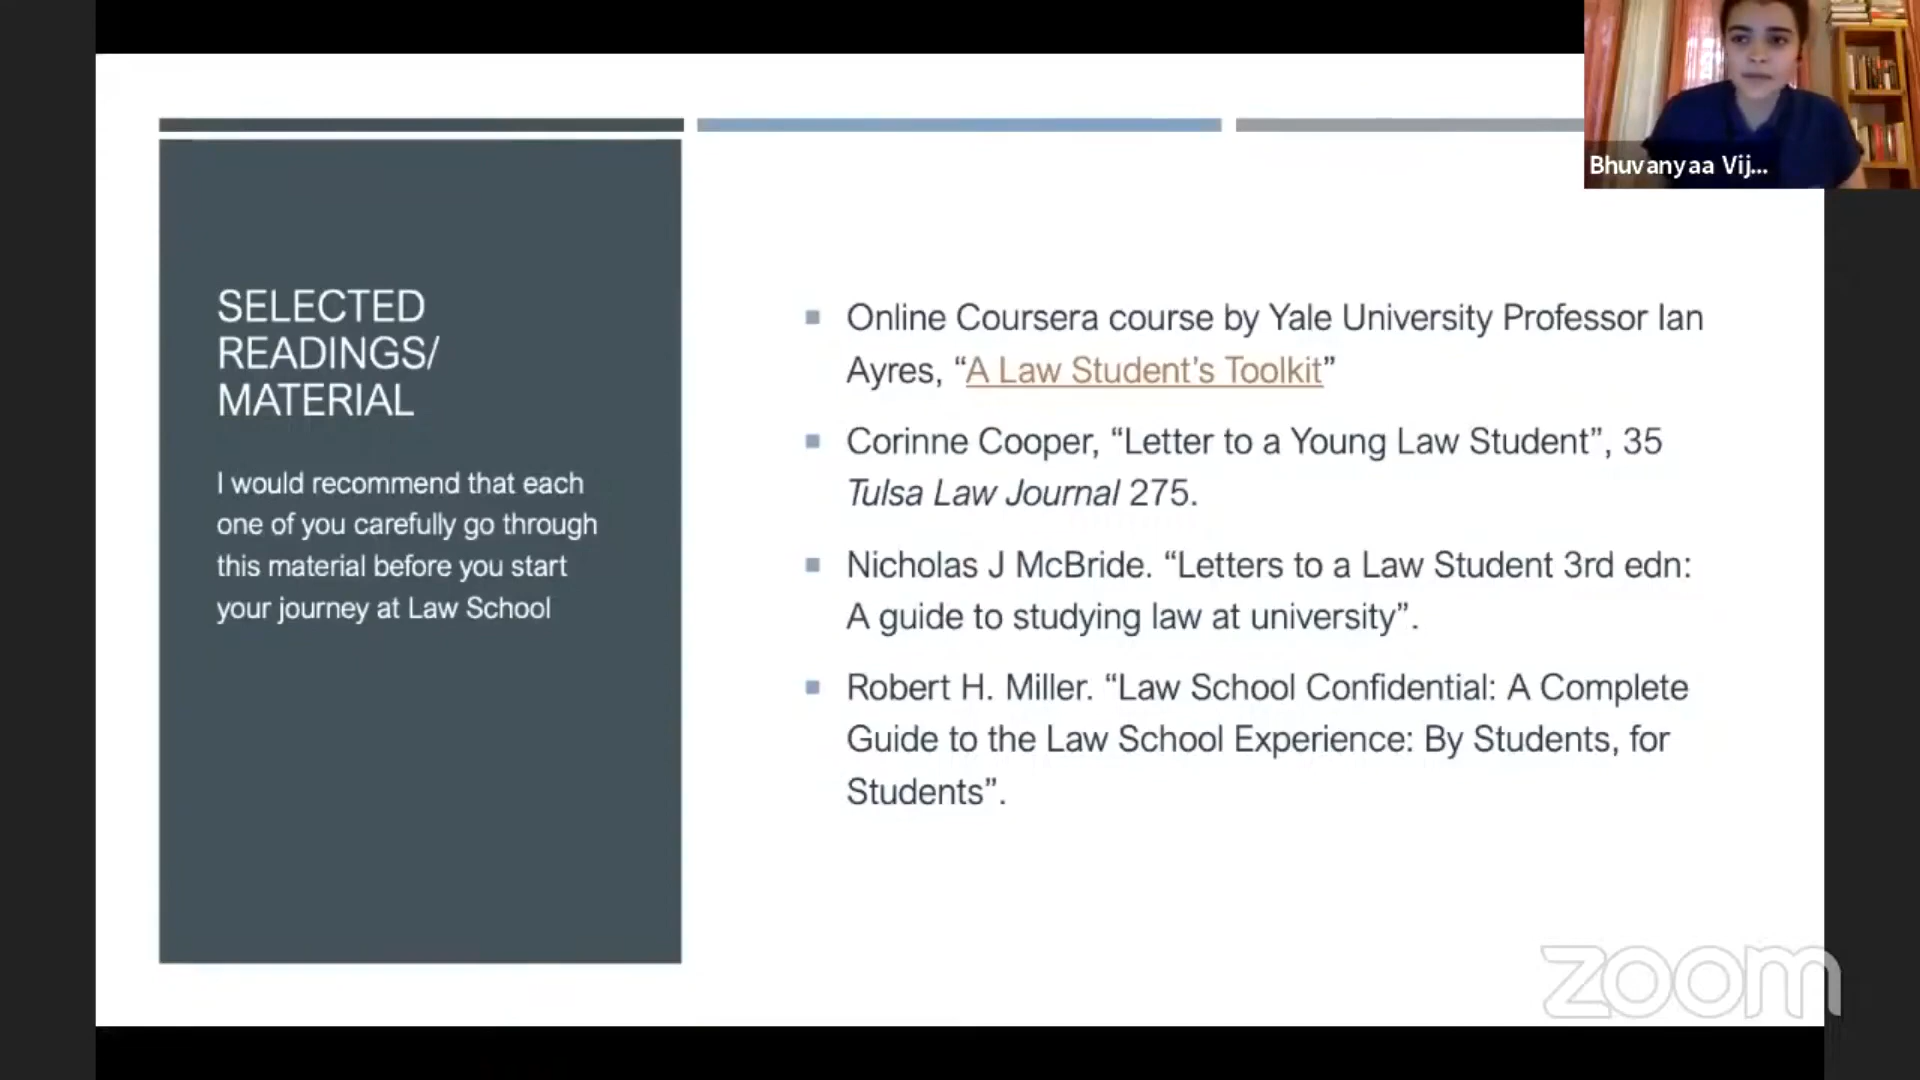 SELECTED
READINGS/
MATERIAL
I would recommend that each
one of you carefully go through
this material before you start
your journey at Law School
Online Coursera course by Yale University Professor Ian
Ayres, “A Law Student’s Toolkit”
Corinne Cooper, “Letter to a Young Law Student”, 35
Tulsa Law Journal 275.
Nicholas J McBride. “Letters to a Law Student 3rd edn:
A guide to studying law at university”.
Robert H. Miller. “Law School Confidential: A Complete
Guide to the Law School Experience: By Students, for
Students”.
Bhuvanyaa Vij...
zoom